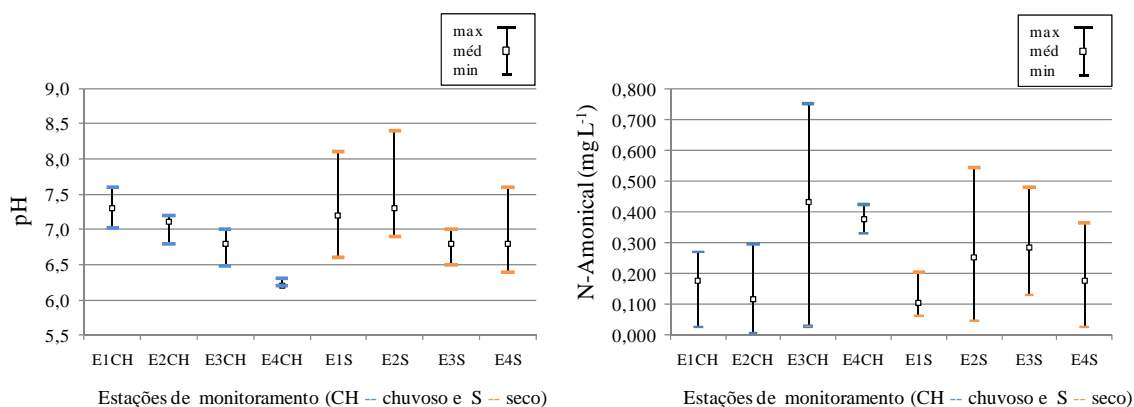 max
méd
min
9,0
8,5
8,0
7,5
7,0
6,5
6,0
5,5
pH
E1CH E2CH E3CH E4CH E1S E2S E3S E4S
Estações de monitoramento (CH -- chuvoso e S -- seco)
max
méd
min
0,800
0,700
0,600
0,500
0,400
0,300
0,200
0,100
0,000
N-Amonical (mg L-1)
E1CH E2CH E3CH E4CH E1S E2S E3S E4S
Estações de monitoramento (CH -- chuvoso e S -- seco)